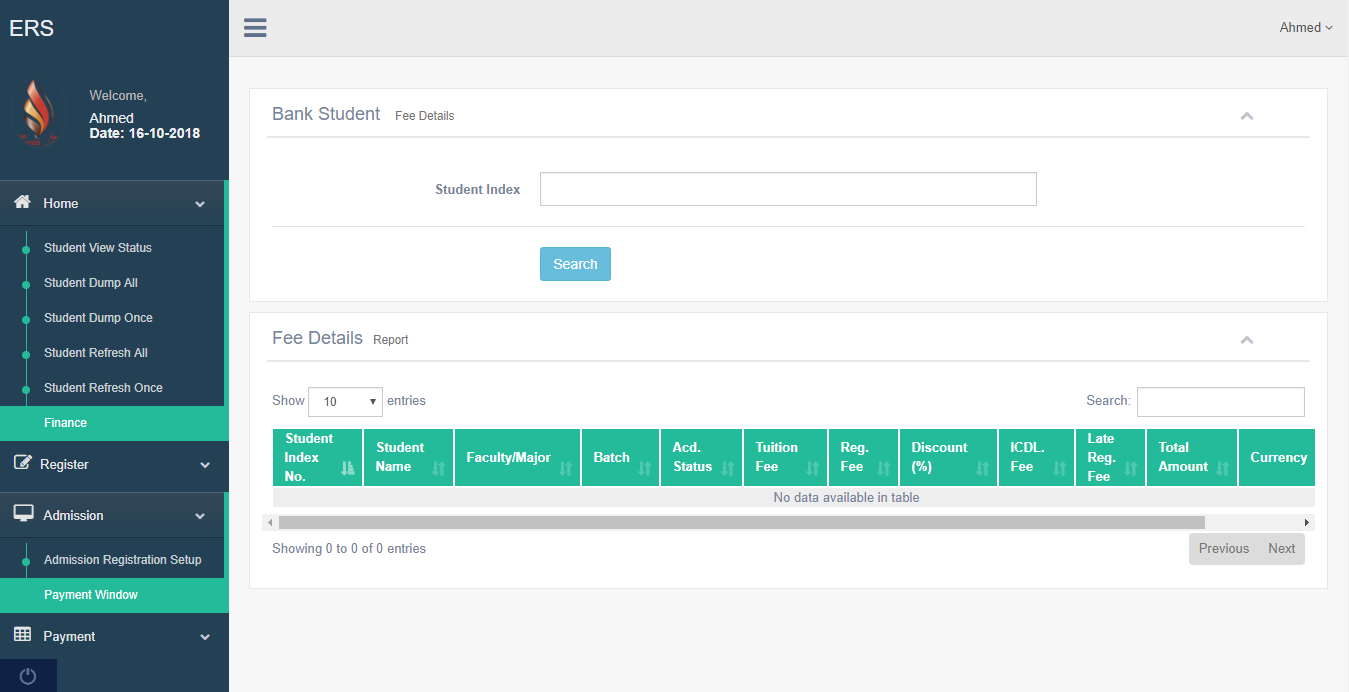 ERS
Ahmed
Welcome,
Ahmed
Date: 16-10-2018
Home
Student View Status
Student Dump All
Student Dump Once
Student Refresh All
Student Refresh Once
Finance
Register
Admission
Admission Registration Setup
Payment Window
Payment
Bank Student Fee Details
Student Index
Search
Fee Details Report
Show 10 entries
Search:
Student
Index
No.
Student
Name
Faculty/Major
Batch
Acd.
Status
Tuition
Fee
Reg.
Fee
Discount
(%)
ICDL.
Fee
Late
Reg.
Fee
Total
Amount
Currency
No data available in table
Showing 0 to 0 of 0 entries
Previous Next